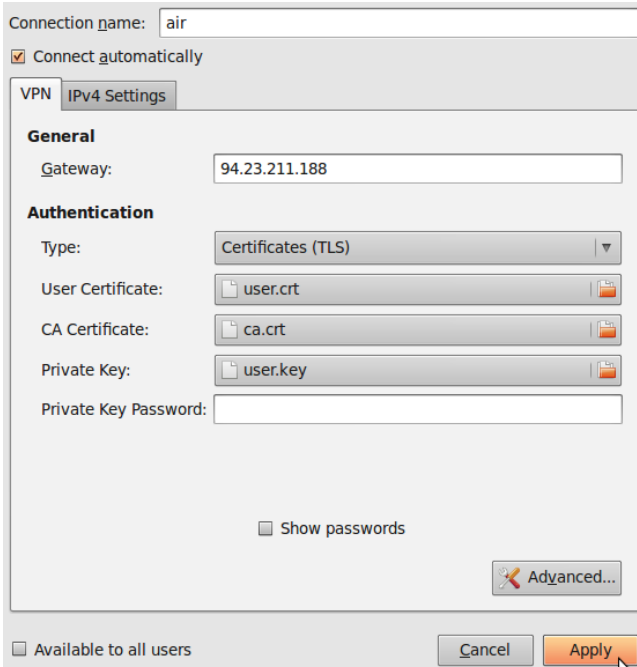 Connection name: air
Connect automatically
VPN IPv4 Settings
General
Gateway: 94.23.211.188
Authentication
Type: Certificates (TLS)
User Certificate: user.crt
CA Certificate: ca.crt
Private Key: user.key
Private Key Password:
Show passwords
Advanced...
Available to all users Cancel Apply